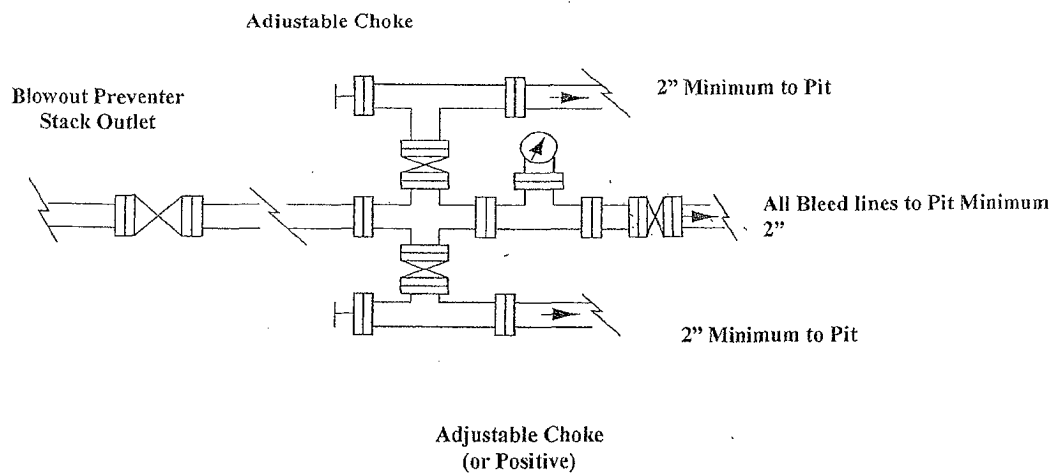 Adjustable Choke
Blowout Preventer
Stack Outlet
2” Minimum to Pit
All Bleed lines to Pit Minimum
2”
2” Minimum to Pit
Adjustable Choke
(or Positive)